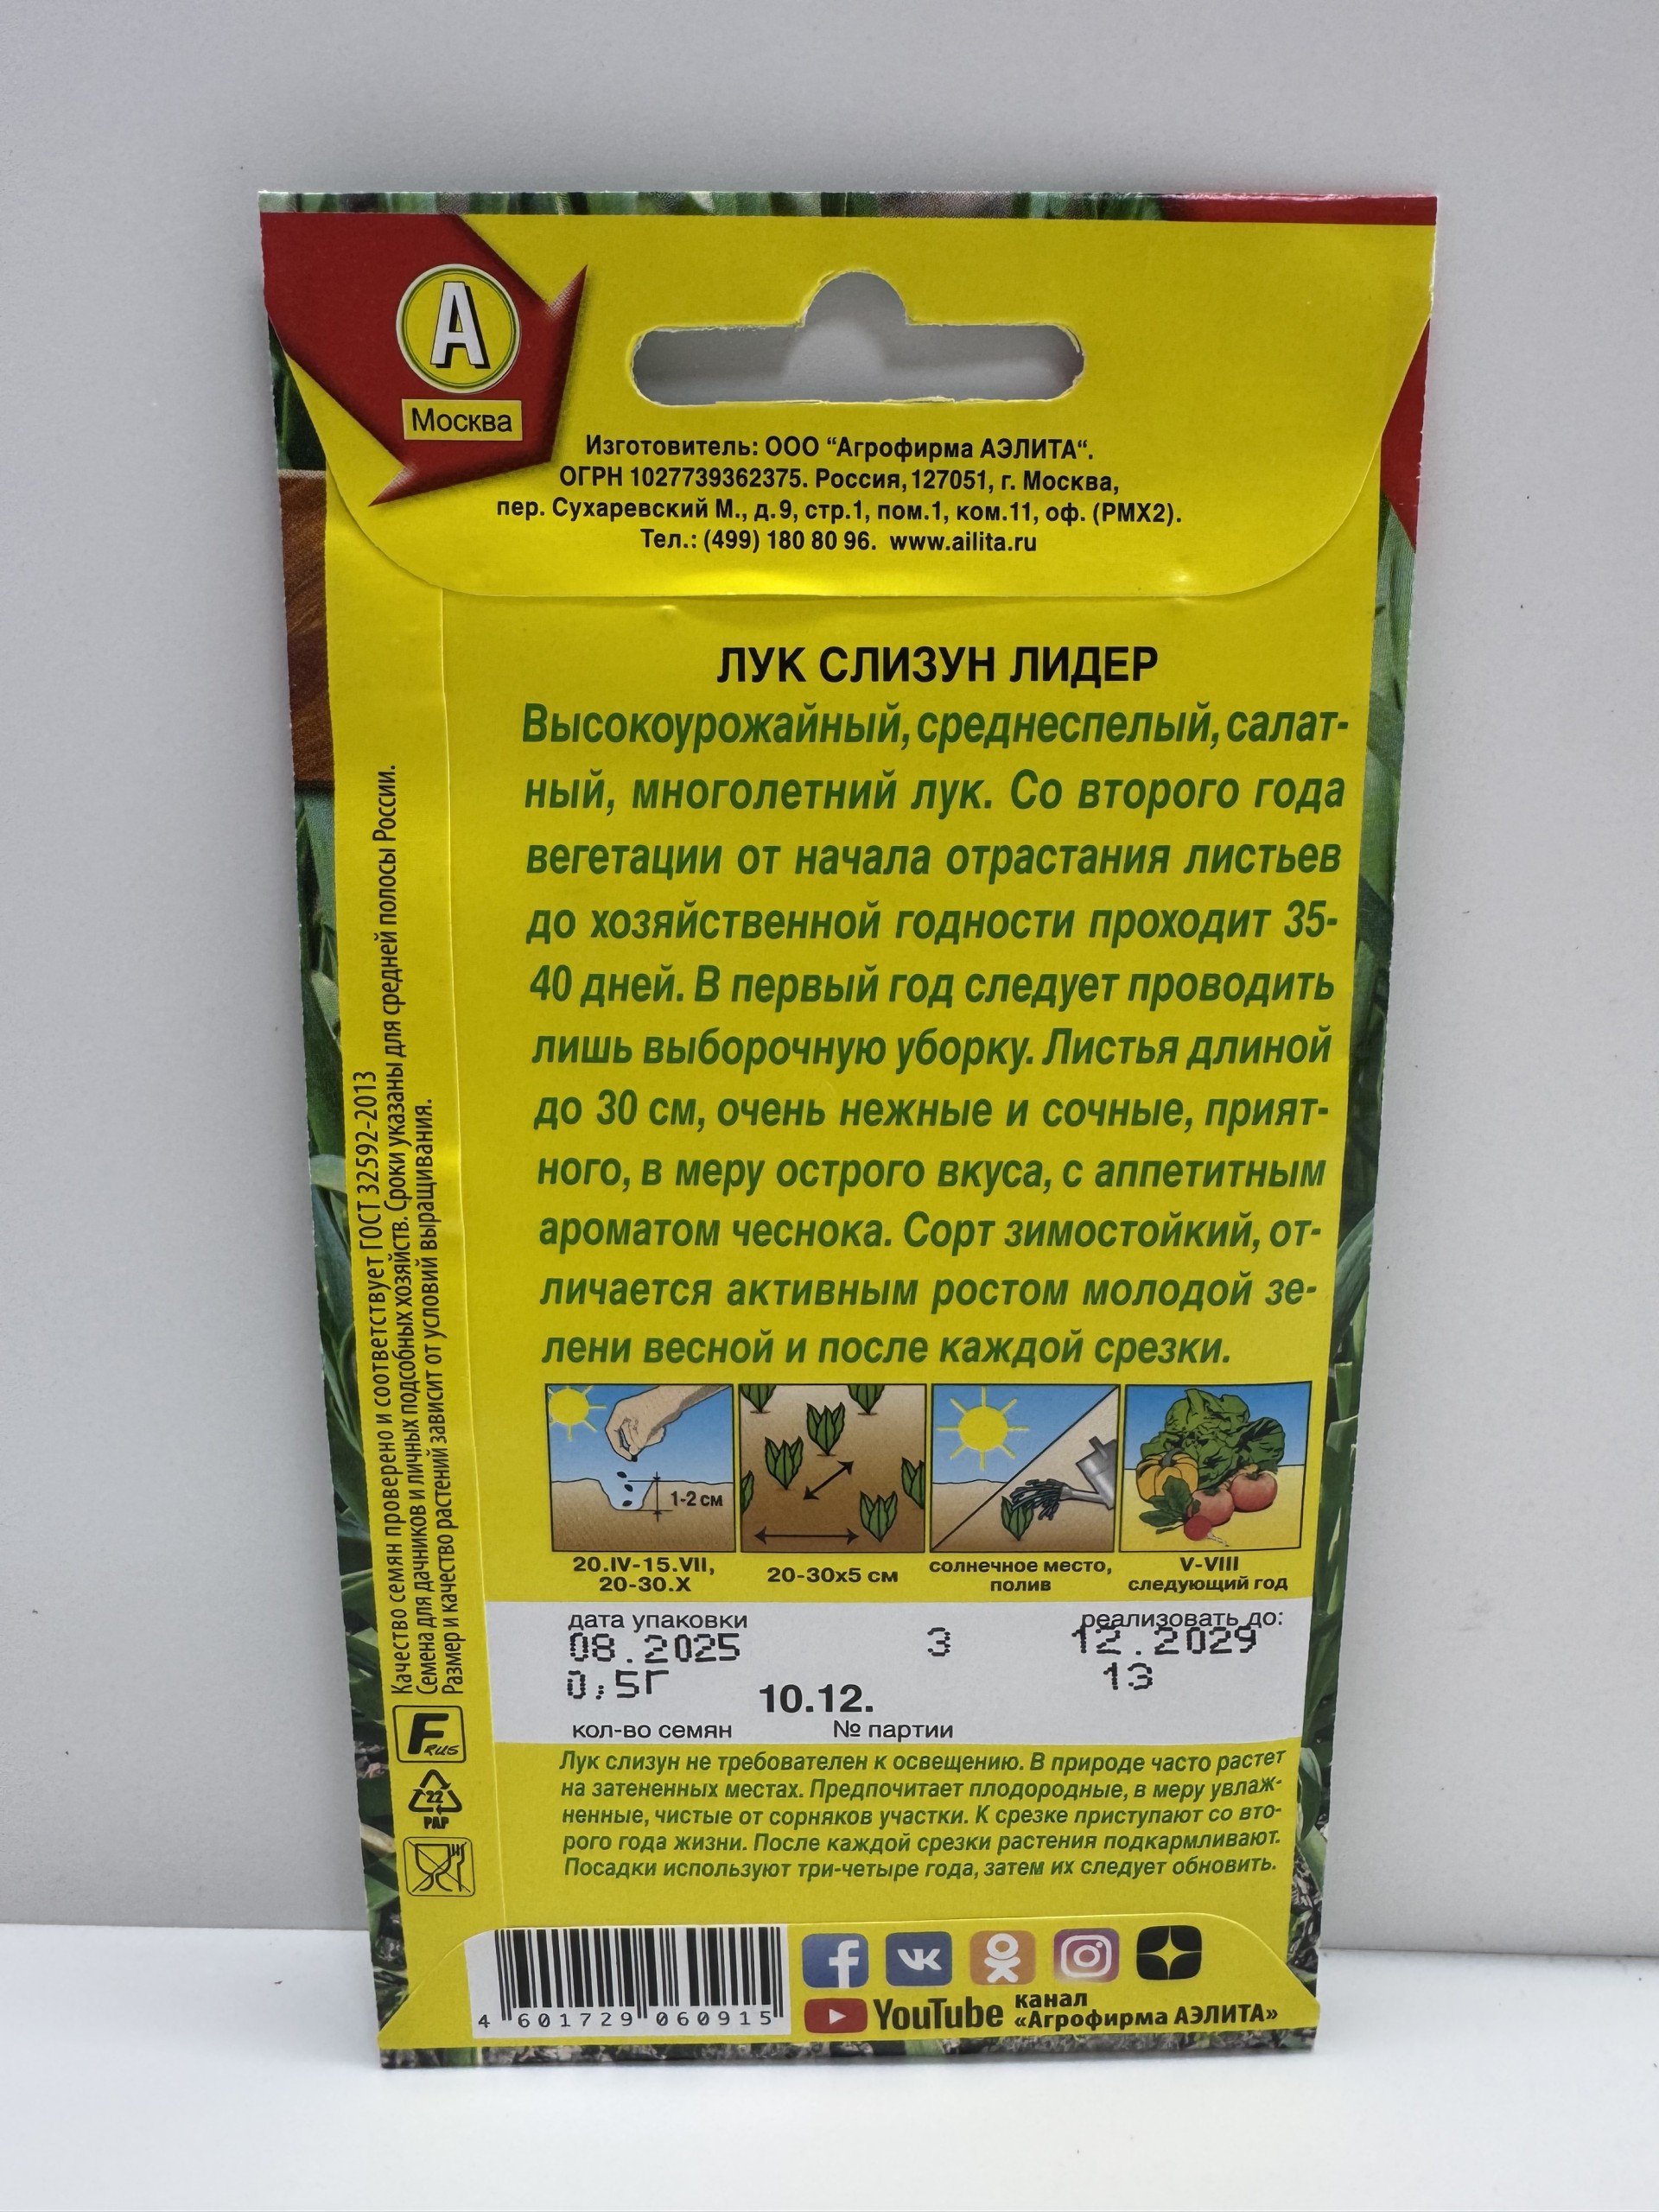 А
Москва
Изготовитель: ООО “Агрофирма АЭЛИТА“.
ОГРН 1027739362375. Россия, 127051, г. Москва,
пер. Сухаревский М., д.9, стр.1, пом.1, ком.11, оф. (РМХ2).
Тел.: (499) 180 80 96. www.ailita.ru
ЛУК СЛИЗУН ЛИДЕР
Высокоурожайный, среднеспелый, салат-
ный, многолетний лук. Со второго года
вегетации от начала отрастания листьев
до хозяйственной годности проходит 35-
40 дней. В первый год следует проводить
лишь выборочную уборку. Листья длиной
до 30 см, очень нежные и сочные, прият-
ного, в меру острого вкуса, с аппетитным
ароматом чеснока. Сорт зимостойкий, от-
личается активным ростом молодой зе-
лени весной и после каждой срезки.
1-2 см
20.IV-15.VII,
20-30.X
20-30х5 см
солнечное место,
полив
V-VIII
следующий год
дата упаковки
реализовать до:
08.2025 3 12.2029
0,5Г 10.12. 13
кол-во семян № партии
Лук слизун не требователен к освещению. В природе часто растет
на затененных местах. Предпочитает плодородные, в меру увлаж-
ненные, чистые от сорняков участки. К срезке приступают со вто-
рого года жизни. После каждой срезки растения подкармливают.
Посадки используют три-четыре года, затем их следует обновить.
Качество семян проверено и соответствует ГОСТ 32592-2013
Семена для дачников и личных подсобных хозяйств. Сроки указаны для средней полосы России.
Размер и качество растений зависит от условий выращивания.
F RUS
22
PAP
4 601729 060915
YouTube канал
«Агрофирма АЭЛИТА»